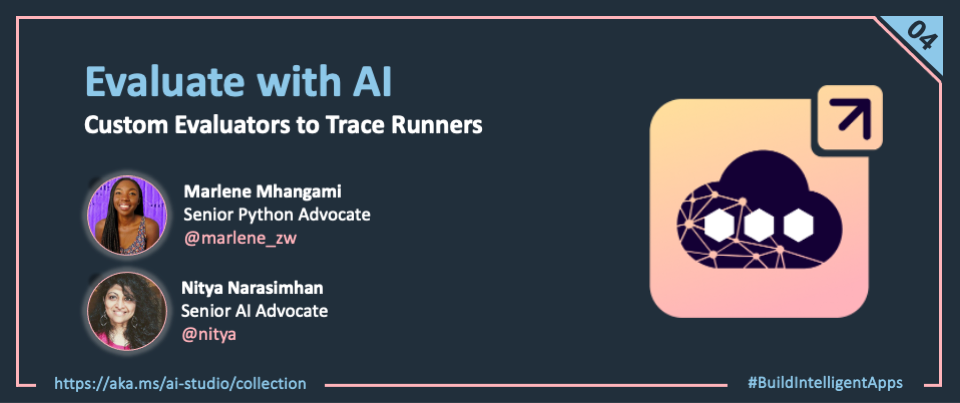 04
Evaluate with AI
Custom Evaluators to Trace Runners
Marlene Mhangami
Senior Python Advocate
@marlene_zw
Nitya Narasimhan
Senior AI Advocate
@nitya
https://aka.ms/ai-studio/collection
#BuildIntelligentApps